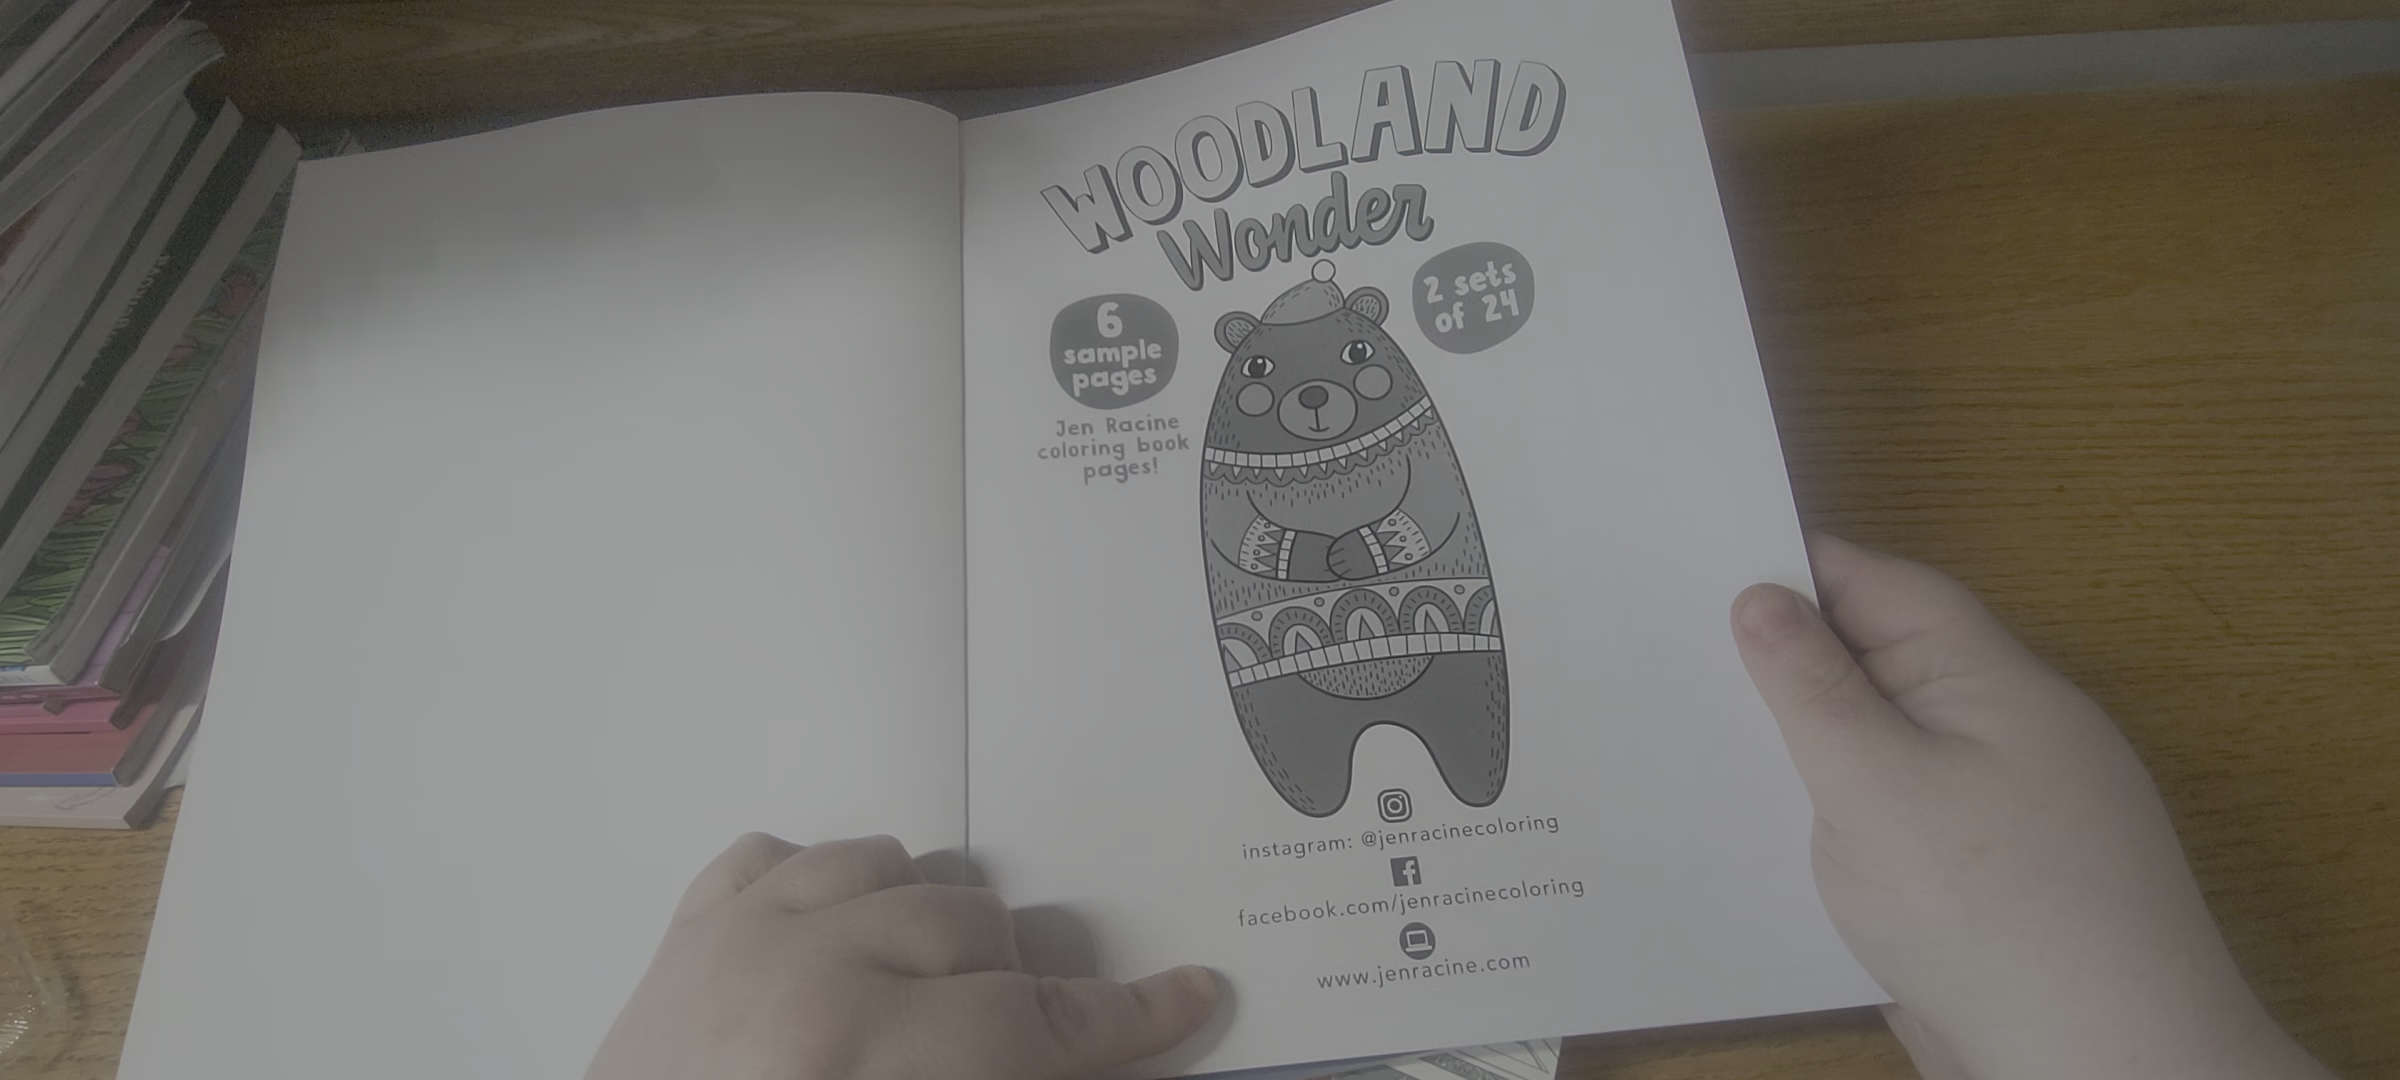 WOODLAND
Wonder
6
sample
pages
Jen Racine
coloring book
pages!
2 sets
of 24
instagram: @jenracinecoloring
facebook.com/jenracinecoloring
www.jenracine.com